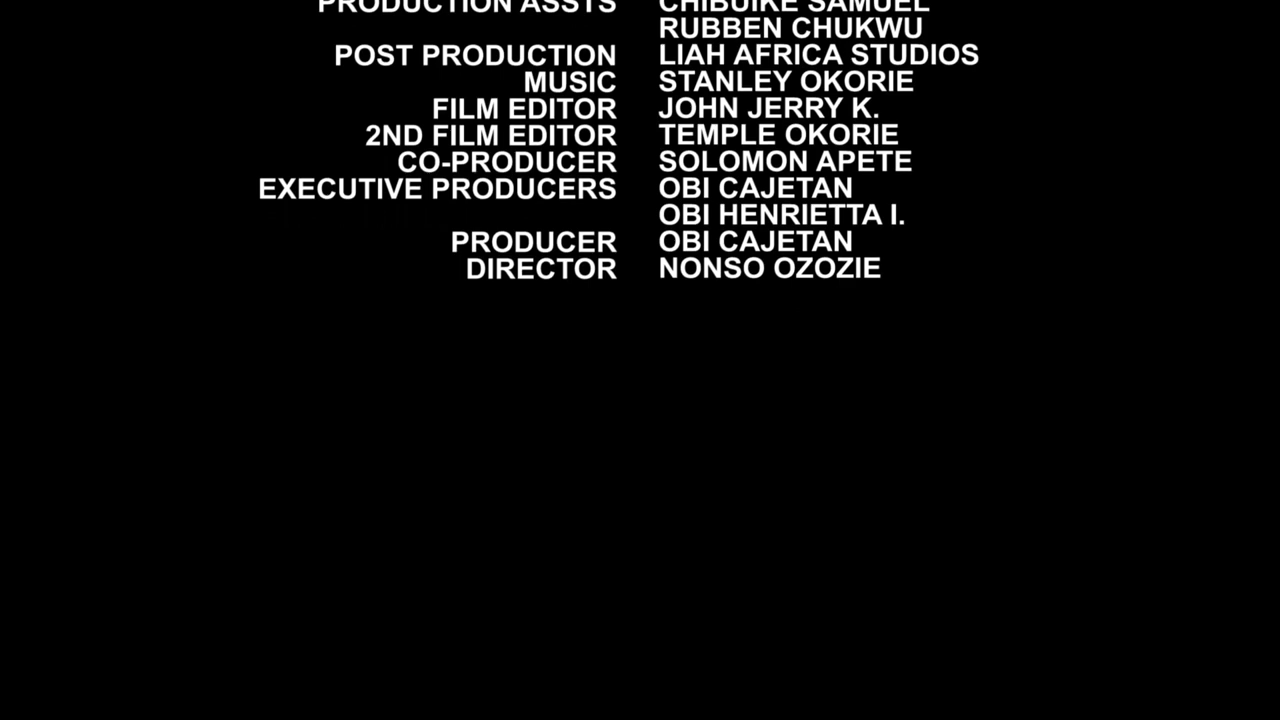 PRODUCTION ASSTS CHIBUIKE SAMUEL
RUBBEN CHUKWU
POST PRODUCTION LIAH AFRICA STUDIOS
MUSIC STANLEY OKORIE
FILM EDITOR JOHN JERRY K.
2ND FILM EDITOR TEMPLE OKORIE
CO-PRODUCER SOLOMON APETE
EXECUTIVE PRODUCERS OBI CAJETAN
OBI HENRIETTA I.
PRODUCER OBI CAJETAN
DIRECTOR NONSO OZOZIE